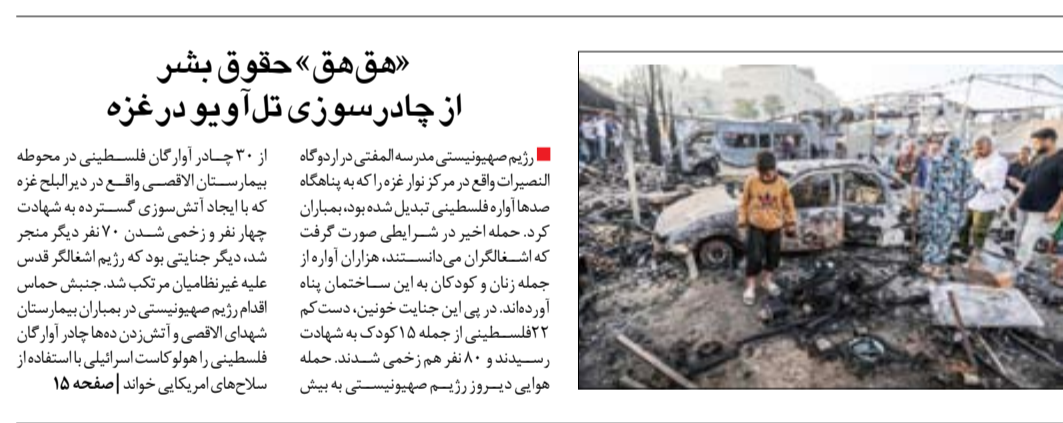 «هق‌هق» حقوق بشر
از چادرسوزی تل‌آویو در غزه
رژیم صهیونیستی مدرسه‌المفتی در اردوگاه
النصیرات واقع در مرکز نوار غزه را که به پناهگاه
صدها آواره فلسطینی تبدیل شده بود، بمباران
کرد. حمله اخیر در شرایطی صورت گرفت
که اشغالگران می‌دانستند، هزاران آواره از
جمله زنان و کودکان به این ساختمان پناه
آورده‌اند. در پی این جنایت خونین، دست کم
۲۲فلسطینی از جمله ۱۵ کودک به شهادت
رسیدند و ۸۰ نفر هم زخمی شدند. حمله
هوایی دیروز رژیم صهیونیستی به بیش
از ۳۰ چادر آوارگان فلسطینی در محوطه
بیمارستان الاقصی واقع در دیرالبلح غزه
که با ایجاد آتش‌سوزی گسترده به شهادت
چهار نفر و زخمی شدن ۷۰ نفر دیگر منجر
شد، دیگر جنایتی بود که رژیم اشغالگر قدس
علیه غیرنظامیان مرتکب شد. جنبش حماس
اقدام رژیم صهیونیستی در بمباران بیمارستان
شهدای الاقصی و آتش‌زدن ده‌ها چادر آوارگان
فلسطینی را هولوکاست اسرائیلی با استفاده از
سلاح‌های امریکایی خواند | صفحه ۱۵